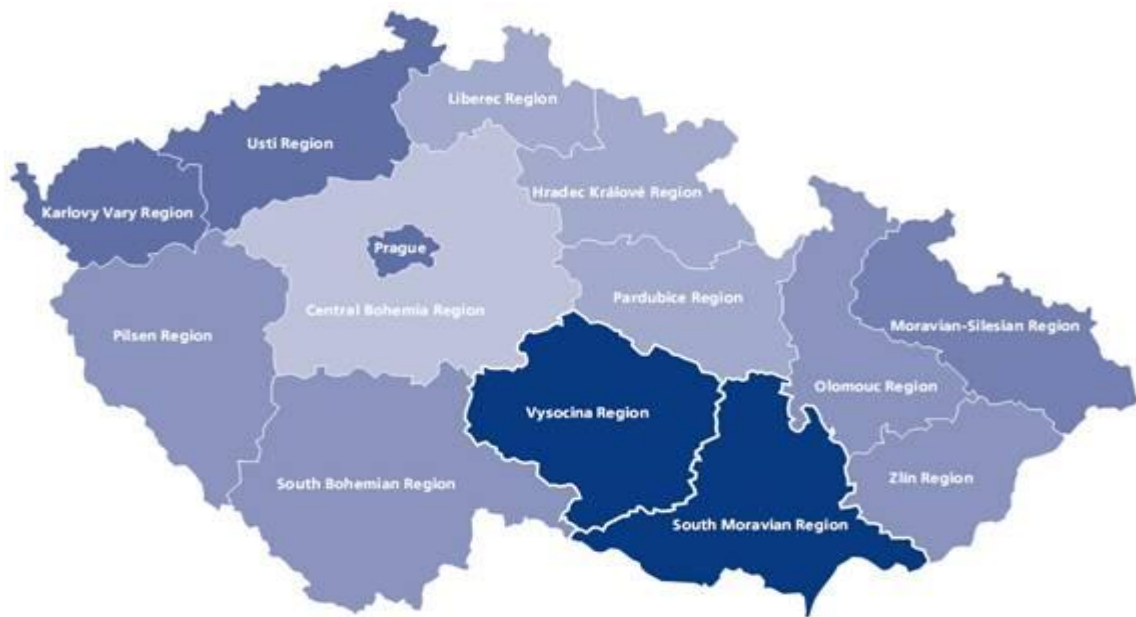 Liberec Region
Usti Region
Hradec Králové Region
Karlovy Vary Region
Prague
Pardubice Region
Central Bohemia Region
Moravian-Silesian Region
Pilsen Region
Olomouc Region
Vysocina Region
Zlín Region
South Bohemian Region
South Moravian Region